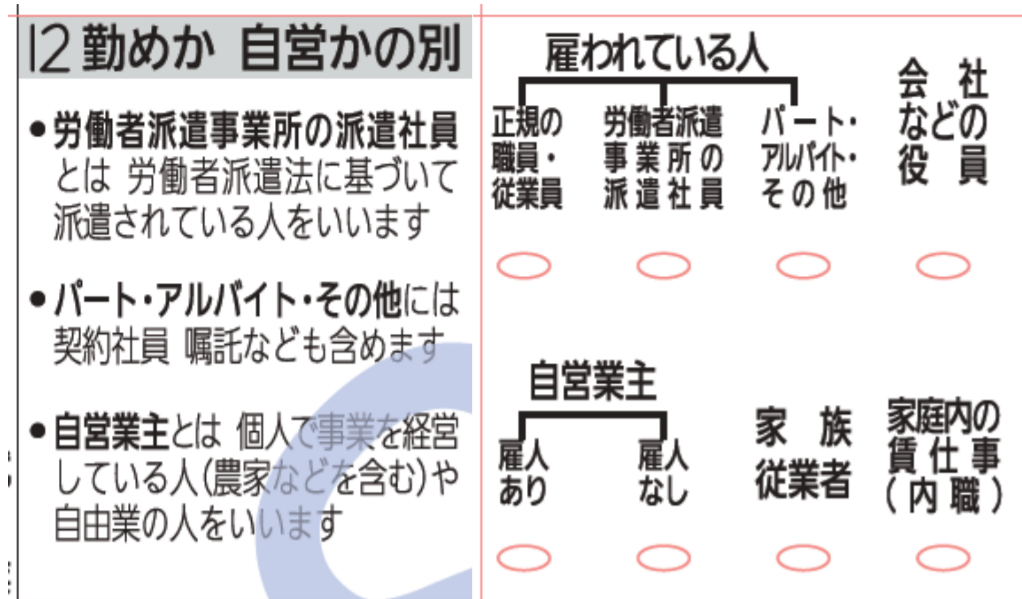 12 勤めか 自営かの別
●労働者派遣事業所の派遣社員
とは 労働者派遣法に基づいて
派遣されている人をいいます
●パート・アルバイト・その他には
契約社員 嘱託なども含めます
●自営業主とは 個人で事業を経営
している人(農家などを含む)や
自由業の人をいいます
雇われている人
正規の
職員・
従業員
労働者派遣
事業所の
派遣社員
パート・
アルバイト・
その他
会社
などの
役員
自営業主
雇人
あり
雇人
なし
家族
従業者
家庭内の
賃仕事
(内職)